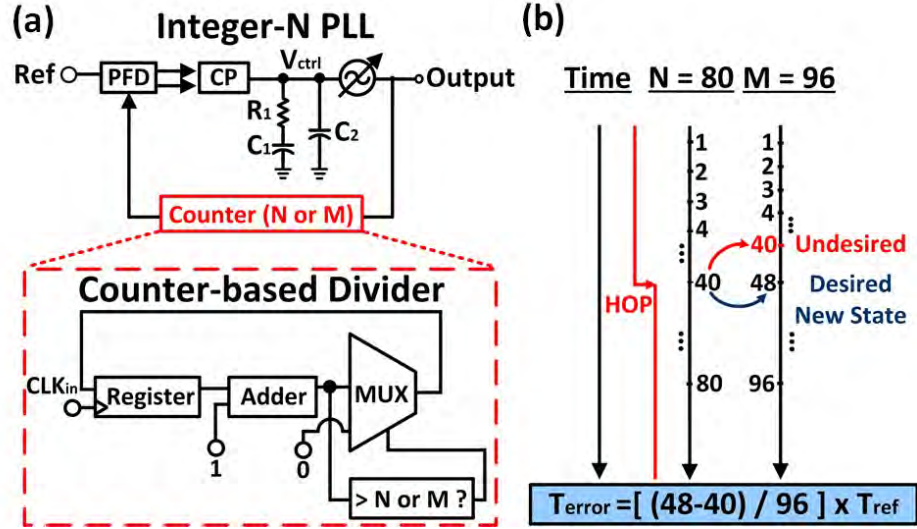 (a)
Integer-N PLL
Ref
PFD
CP
Vctrl
Output
R1
C1
C2
Counter (N or M)
Counter-based Divider
CLKin
Register
Adder
MUX
1
0
> N or M ?
(b)
Time N = 80 M = 96
1 1
2 2
3 3
4 4
40 Undesired
HOP 40 48 Desired
New State
80 96
Terror =[ (48-40) / 96 ] x Tref